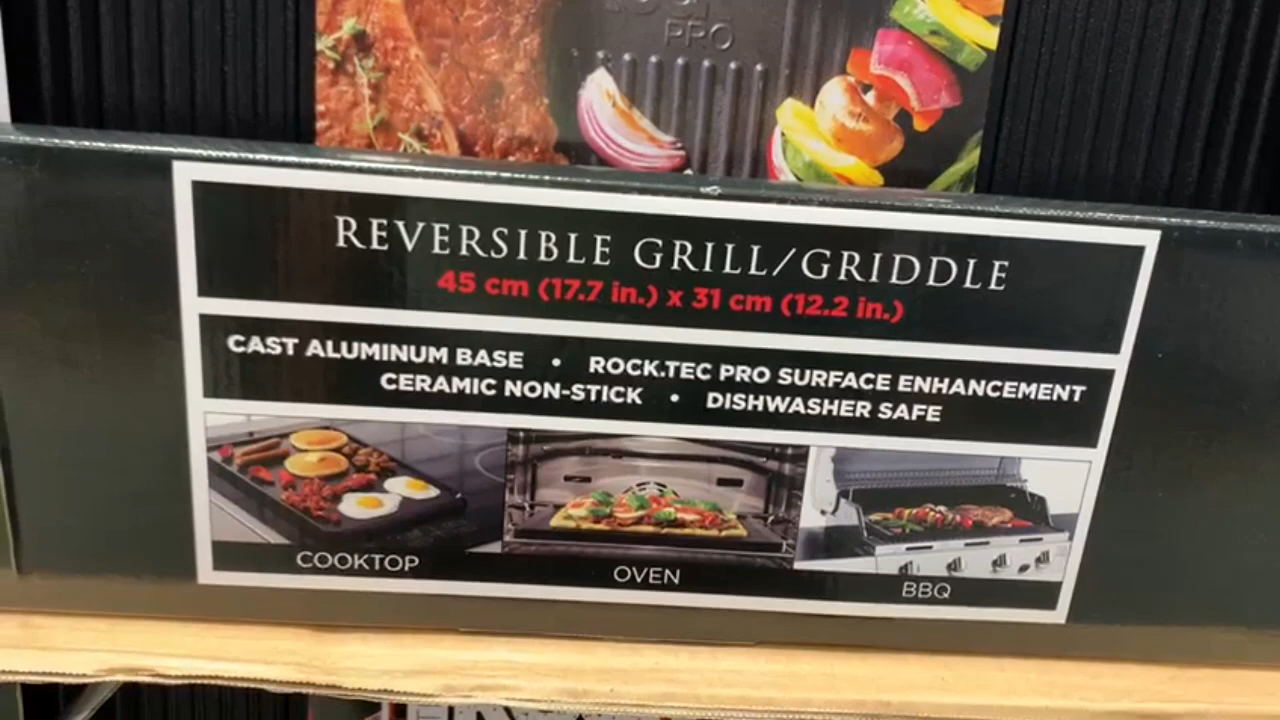 PRO
REVERSIBLE GRILL/GRIDDLE
45 cm (17.7 in.) x 31 cm (12.2 in.)
CAST ALUMINUM BASE • ROCK.TEC PRO SURFACE ENHANCEMENT
CERAMIC NON-STICK • DISHWASHER SAFE
COOKTOP
OVEN
BBQ